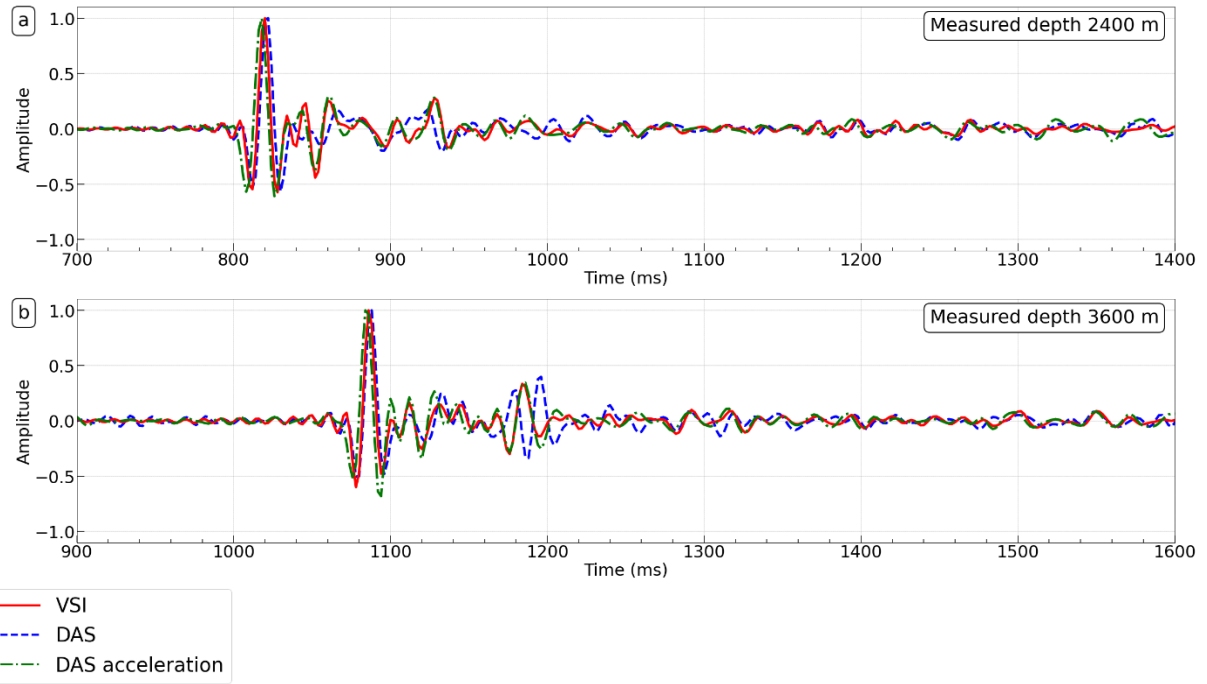 a
Measured depth 2400 m
1.0
0.5
0.0
−0.5
−1.0
Amplitude
700 800 900 1000 1100 1200 1300 1400
Time (ms)
b
Measured depth 3600 m
1.0
0.5
0.0
−0.5
−1.0
Amplitude
900 1000 1100 1200 1300 1400 1500 1600
Time (ms)
VSI
DAS
DAS acceleration